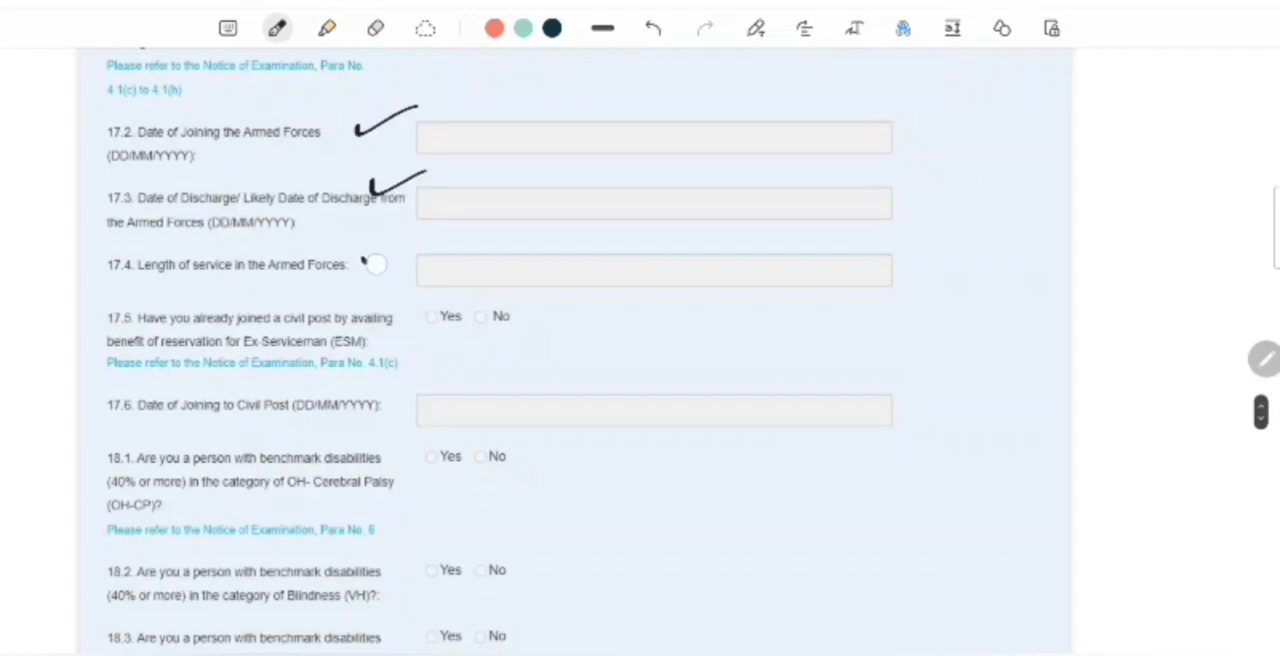 Please refer to the Notice of Examination, Para No.
4.1(c) to 4.1(h)
17.2. Date of Joining the Armed Forces
(DD/MM/YYYY):
17.3. Date of Discharge/ Likely Date of Discharge from
the Armed Forces (DD/MM/YYYY)
17.4. Length of service in the Armed Forces:
17.5. Have you already joined a civil post by availing Yes No
benefit of reservation for Ex-Serviceman (ESM):
Please refer to the Notice of Examination, Para No. 4.1(c)
17.6. Date of Joining to Civil Post (DD/MM/YYYY):
18.1. Are you a person with benchmark disabilities Yes No
(40% or more) in the category of OH- Cerebral Palsy
(OH-CP)?
Please refer to the Notice of Examination, Para No. 6
18.2. Are you a person with benchmark disabilities Yes No
(40% or more) in the category of Blindness (VH)?:
18.3. Are you a person with benchmark disabilities Yes No